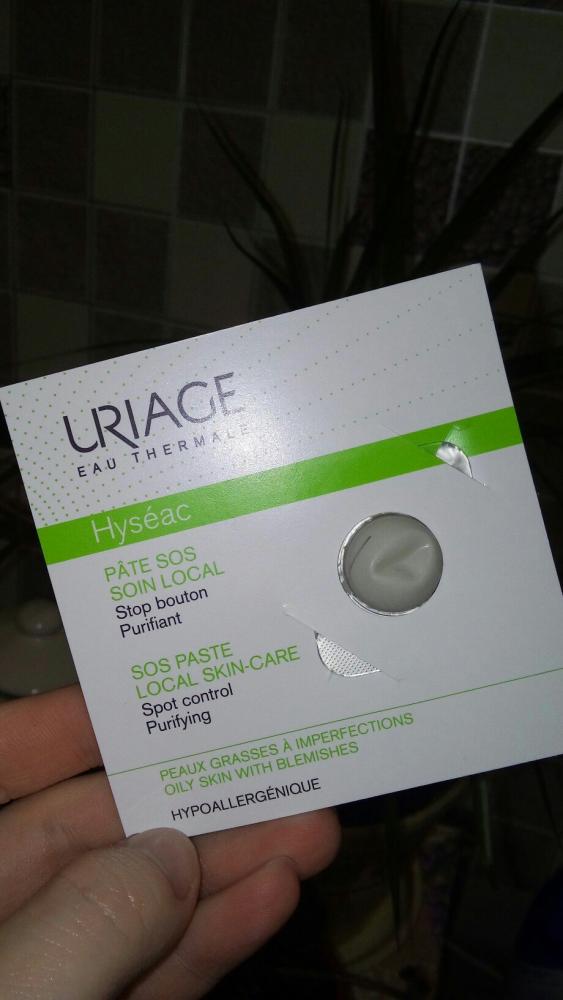 URIAGE
EAU THERMALE
Hyséac
PÂTE SOS
SOIN LOCAL
Stop bouton
Purifiant
SOS PASTE
LOCAL SKIN-CARE
Spot control
Purifying
PEAUX GRASSES À IMPERFECTIONS
OILY SKIN WITH BLEMISHES
HYPOALLERGÉNIQUE